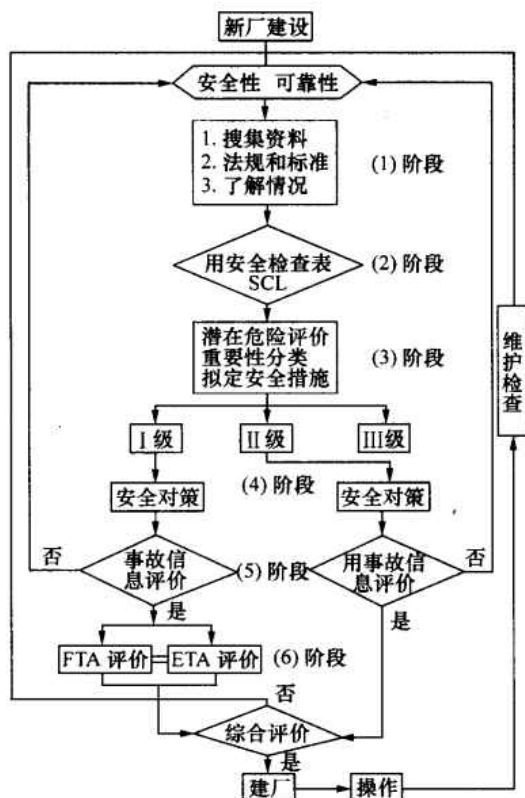 新厂建设
安全性 可靠性
1. 搜集资料
2. 法规和标准
3. 了解情况
(1) 阶段
用安全检查表
SCL
(2) 阶段
潜在危险评价
重要性分类
拟定安全措施
(3) 阶段
维护检查
I 级
II 级
III 级
(4) 阶段
安全对策
安全对策
否
事故信
息评价
(5) 阶段
用事故信
息评价
否
是
是
FTA 评价
ETA 评价
(6) 阶段
否
综合评价
是
建厂
操作